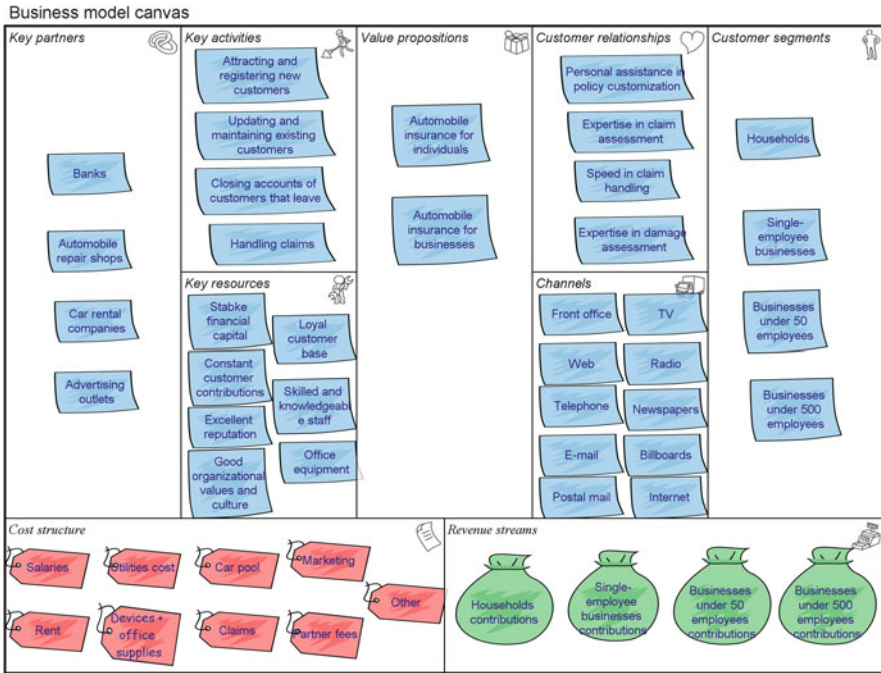 Business model canvas
Key partners
Banks
Automobile
repair shops
Car rental
companies
Advertising
outlets
Key activities
Attracting and
registering new
customers
Updating and
maintaining existing
customers
Closing accounts of
customers that leave
Handling claims
Key resources
Stabke
financial
capital
Loyal
customer
base
Constant
customer
contributions
Skilled and
knowledgeabl
e staff
Excellent
reputation
Good
organizational
values and
culture
Office
equipment
Value propositions
Automobile
insurance for
individuals
Automobile
insurance for
businesses
Customer relationships
Personal assistance in
policy customization
Expertise in claim
assessment
Speed in claim
handling
Expertise in damage
assessment
Channels
Front office
TV
Web
Radio
Telephone
Newspapers
E-mail
Billboards
Postal mail
Internet
Customer segments
Households
Single-
employee
businesses
Businesses
under 50
employees
Businesses
under 500
employees
Cost structure
Salaries
Stilities cost
Car pool
Marketing
Other
Rent
Devices +
office
supplies
Claims
Partner fees
Revenue streams
Households
contributions
Single-
employee
businesses
contributions
Businesses
under 50
employees
contributions
Businesses
under 500
employees
contributions